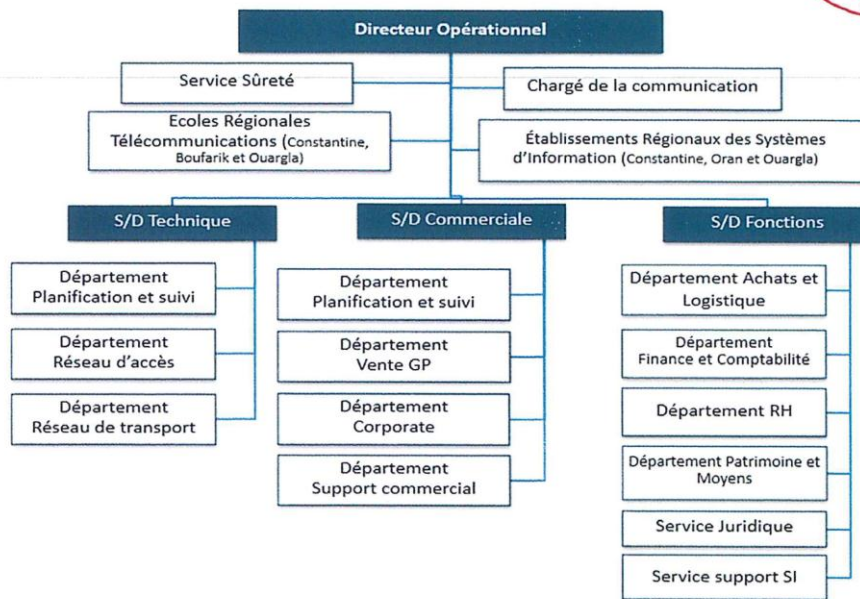 Directeur Opérationnel
Service Sûreté
Chargé de la communication
Ecoles Régionales
Télécommunications (Constantine,
Boufarik et Ouargla)
Établissements Régionaux des Systèmes
d'Information (Constantine, Oran et Ouargla)
S/D Technique
Département
Planification et suivi
Département
Réseau d'accès
Département
Réseau de transport
S/D Commerciale
Département
Planification et suivi
Département
Vente GP
Département
Corporate
Département
Support commercial
S/D Fonctions
Département Achats et
Logistique
Département
Finance et Comptabilité
Département RH
Département Patrimoine et
Moyens
Service Juridique
Service support SI